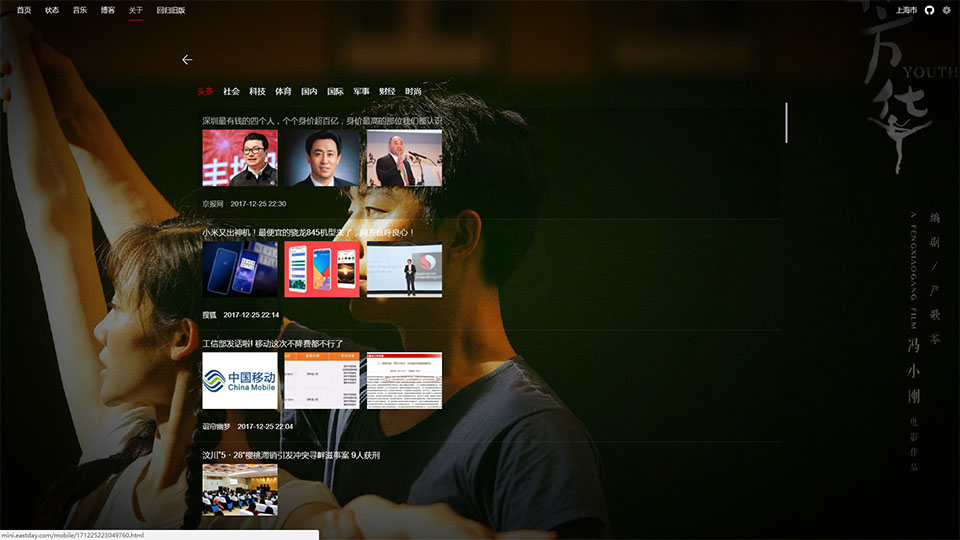 首页 状态 音乐 博客 关于 回归旧版 上海市
头条 社会 科技 体育 国内 国际 军事 财经 时尚
深圳最有钱的四个人，个个身价超百亿，身价最高的那位我们都认识
京报网 2017-12-25 22:30
小米又出神机！最便宜的骁龙845机型来了，网友直呼良心！
搜狐 2017-12-25 22:14
工信部发话啦! 移动这次不降费都不行了
中国移动
China Mobile
谊帘幽梦 2017-12-25 22:04
汶川"5·28"樱桃滞销引发冲突寻衅滋事案 9人获刑
mini.eastday.com/mobile/171225223049760.html
芳华
YOUTH
编剧/严歌苓
A FENGXIAOGANG FILM
冯小刚电影作品